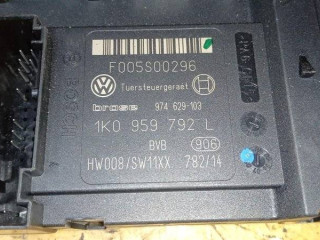 F005S00296
Tuersteuergeraet
brose 974 629-103
1K0 959 792 L
BVB 906
HW008/SW11XX 782/14